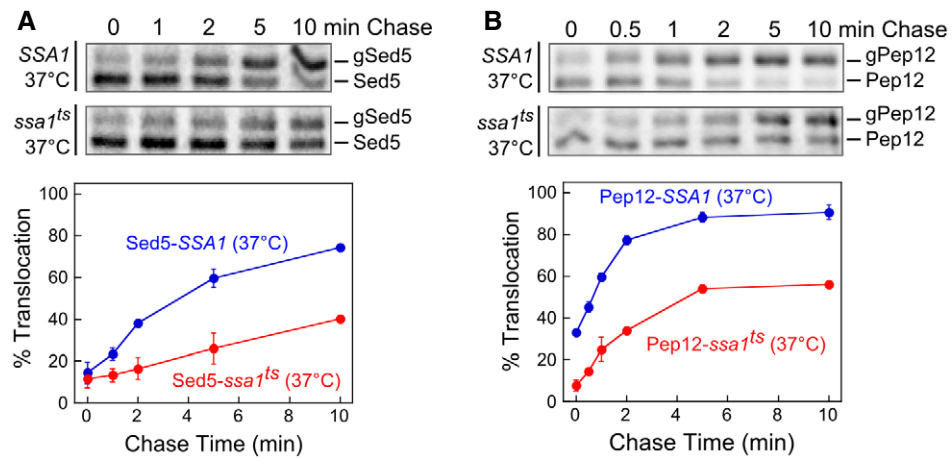 A
0 1 2 5 10 min Chase
SSA1
37°C
gSed5
Sed5
ssa1ts
37°C
gSed5
Sed5
% Translocation
100
80
60
40
20
0
Sed5-SSA1 (37°C)
Sed5-ssa1ts (37°C)
0 2 4 6 8 10
Chase Time (min)
B
0 0.5 1 2 5 10 min Chase
SSA1
37°C
gPep12
Pep12
ssa1ts
37°C
gPep12
Pep12
% Translocation
100
80
60
40
20
0
Pep12-SSA1 (37°C)
Pep12-ssa1ts (37°C)
0 2 4 6 8 10
Chase Time (min)